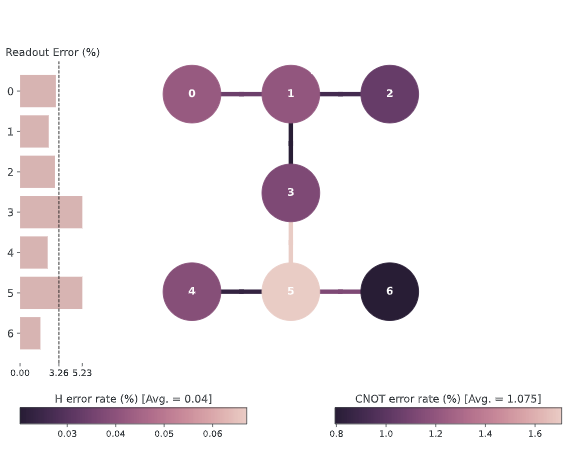 Readout Error (%)
0
1
2
3
4
5
6
0.00 3.26 5.23
0 1 2
3
4 5 6
H error rate (%) [Avg. = 0.04]
0.03 0.04 0.05 0.06
CNOT error rate (%) [Avg. = 1.075]
0.8 1.0 1.2 1.4 1.6